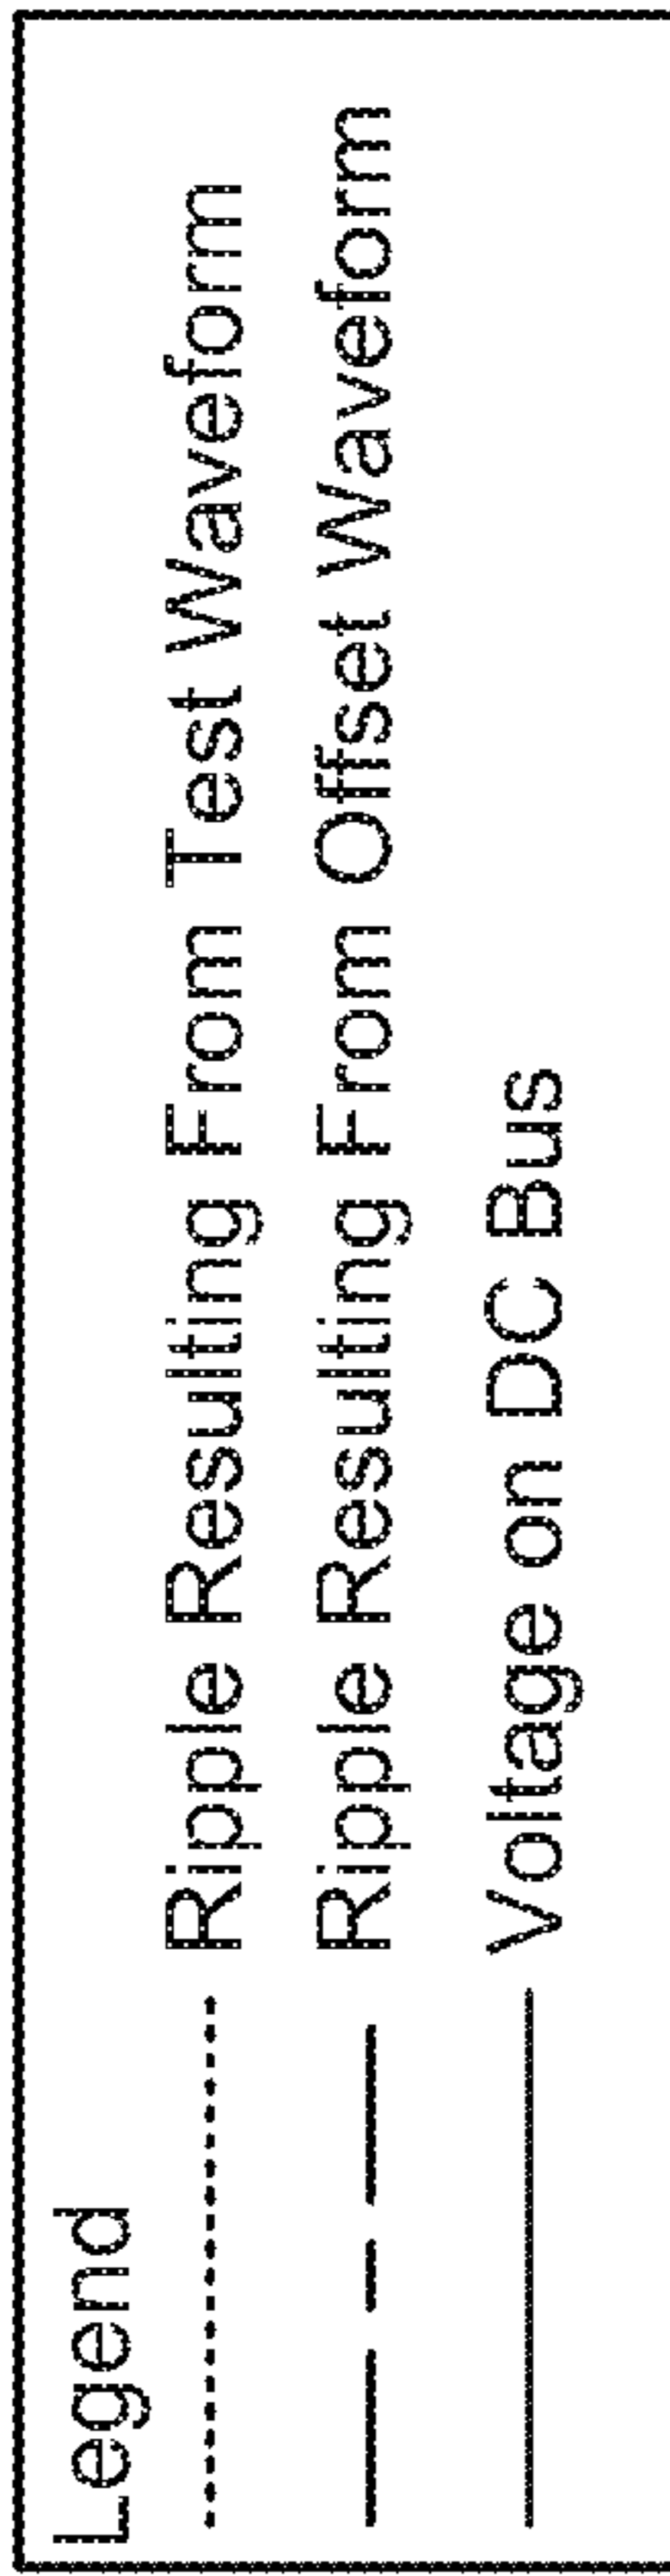 Legend
Ripple Resulting From Test Waveform
Ripple Resulting From Offset Waveform
Voltage on DC Bus